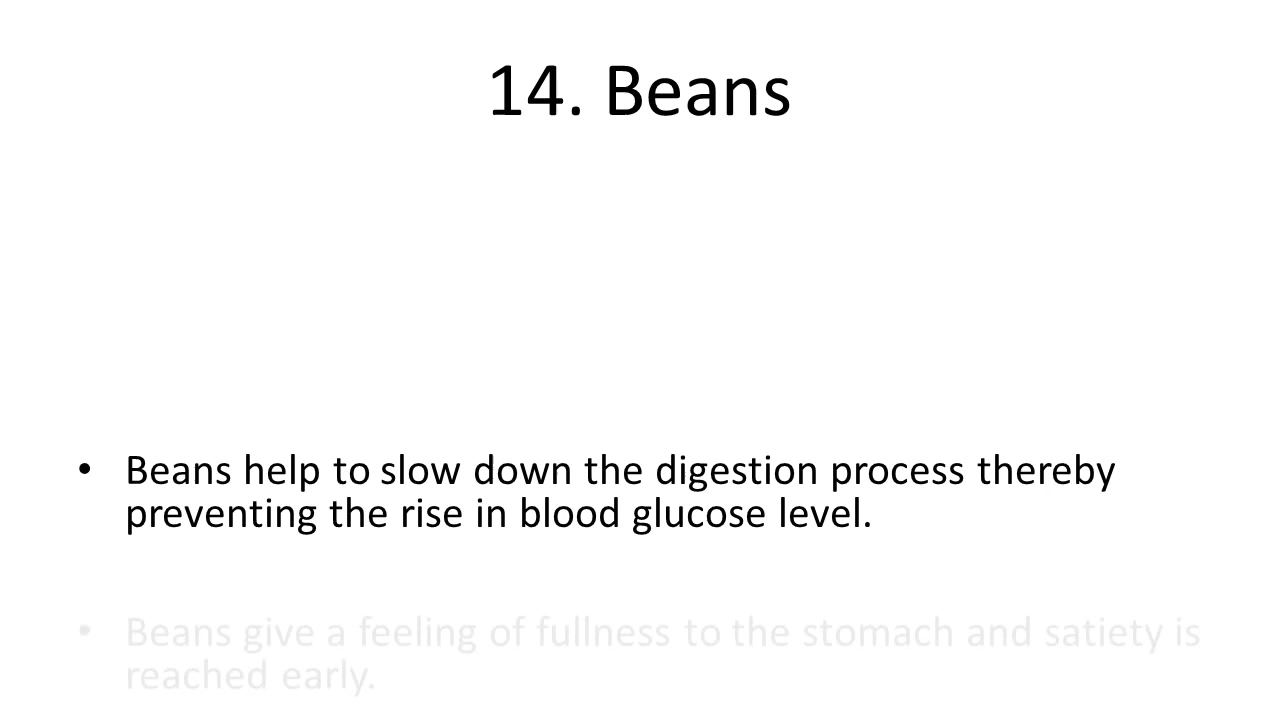 14. Beans
• Beans help to slow down the digestion process thereby
preventing the rise in blood glucose level.
• Beans give a feeling of fullness to the stomach and satiety is
reached early.